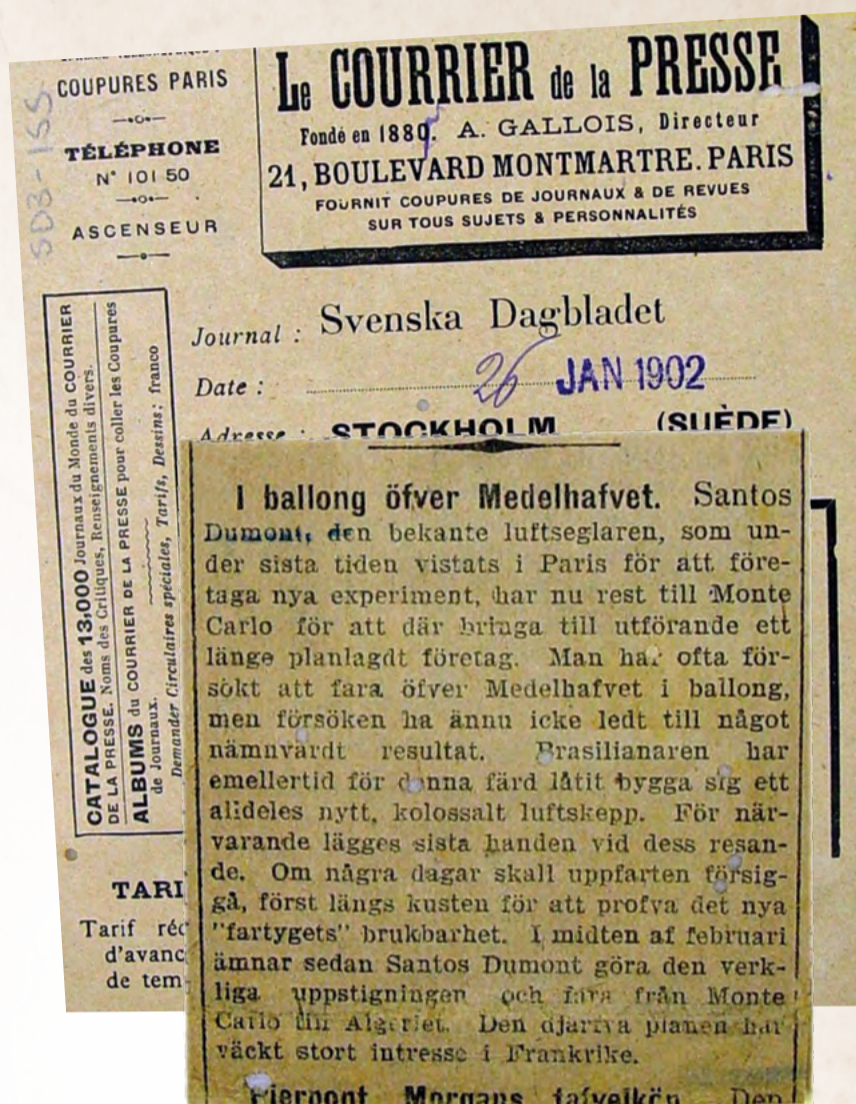 COUPURES PARIS
TÉLÉPHONE
N° 101 50
ASCENSEUR
S03-155
Le COURRIER de la PRESSE
Fondé en 1889. A. GALLOIS, Directeur
21, BOULEVARD MONTMARTRE. PARIS
FOURNIT COUPURES DE JOURNAUX & DE REVUES
SUR TOUS SUJETS & PERSONNALITÉS
CATALOGUE des 13,000 Journaux du Monde du COURRIER
DE LA PRESSE. Noms des Critiques, Renseignements divers.
ALBUMS du COURRIER DE LA PRESSE pour coller les Coupures
de Journaux.
Demander Circulaires spéciales, Tarifs, Dessins; franco
Journal : Svenska Dagbladet
Date : 26 JAN 1902
Adresse : STOCKHOLM (SUÈDE)
TARI
Tarif réd
d'avanc
de tem
I ballong öfver Medelhafvet. Santos
Dumont, den bekante luftseglaren, som un-
der sista tiden vistats i Paris för att före-
taga nya experiment, har nu rest till Monte
Carlo för att där bringa till utförande ett
länge planlagdt företag. Man har ofta för-
sökt att fara öfver Medelhafvet i ballong,
men försöken ha ännu icke ledt till något
nämnvärdt resultat. Brasilianaren har
emellertid för denna färd låtit bygga sig ett
alldeles nytt, kolossalt luftskepp. För när-
varande lägges sista handen vid dess resan-
de. Om några dagar skall uppfarten försig-
gå, först längs kusten för att profva det nya
"fartygets" brukbarhet. I midten af februari
ämnar sedan Santos Dumont göra den verk-
liga uppstigningen och fara från Monte
Carlo till Algeriet. Den djärfva planen har
väckt stort intresse i Frankrike.
Pierpont Morgans Den